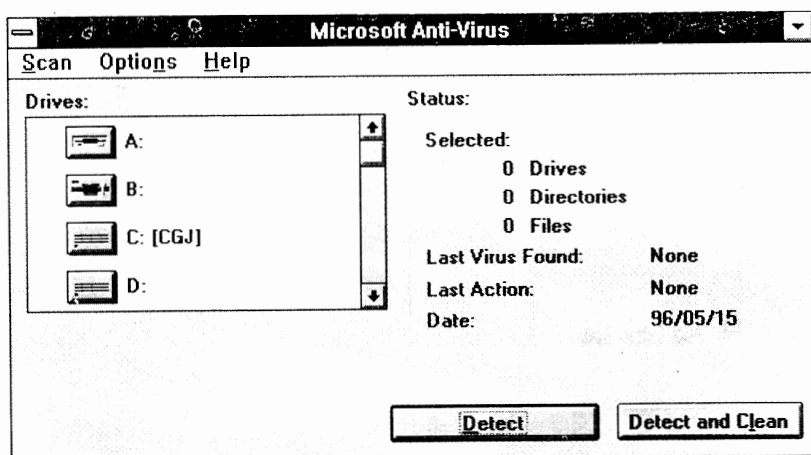 Microsoft Anti-Virus
Scan Options Help
Drives:
A:
B:
C: [CGJ]
D:
Status:
Selected:
0 Drives
0 Directories
0 Files
Last Virus Found: None
Last Action: None
Date: 96/05/15
Detect
Detect and Clean